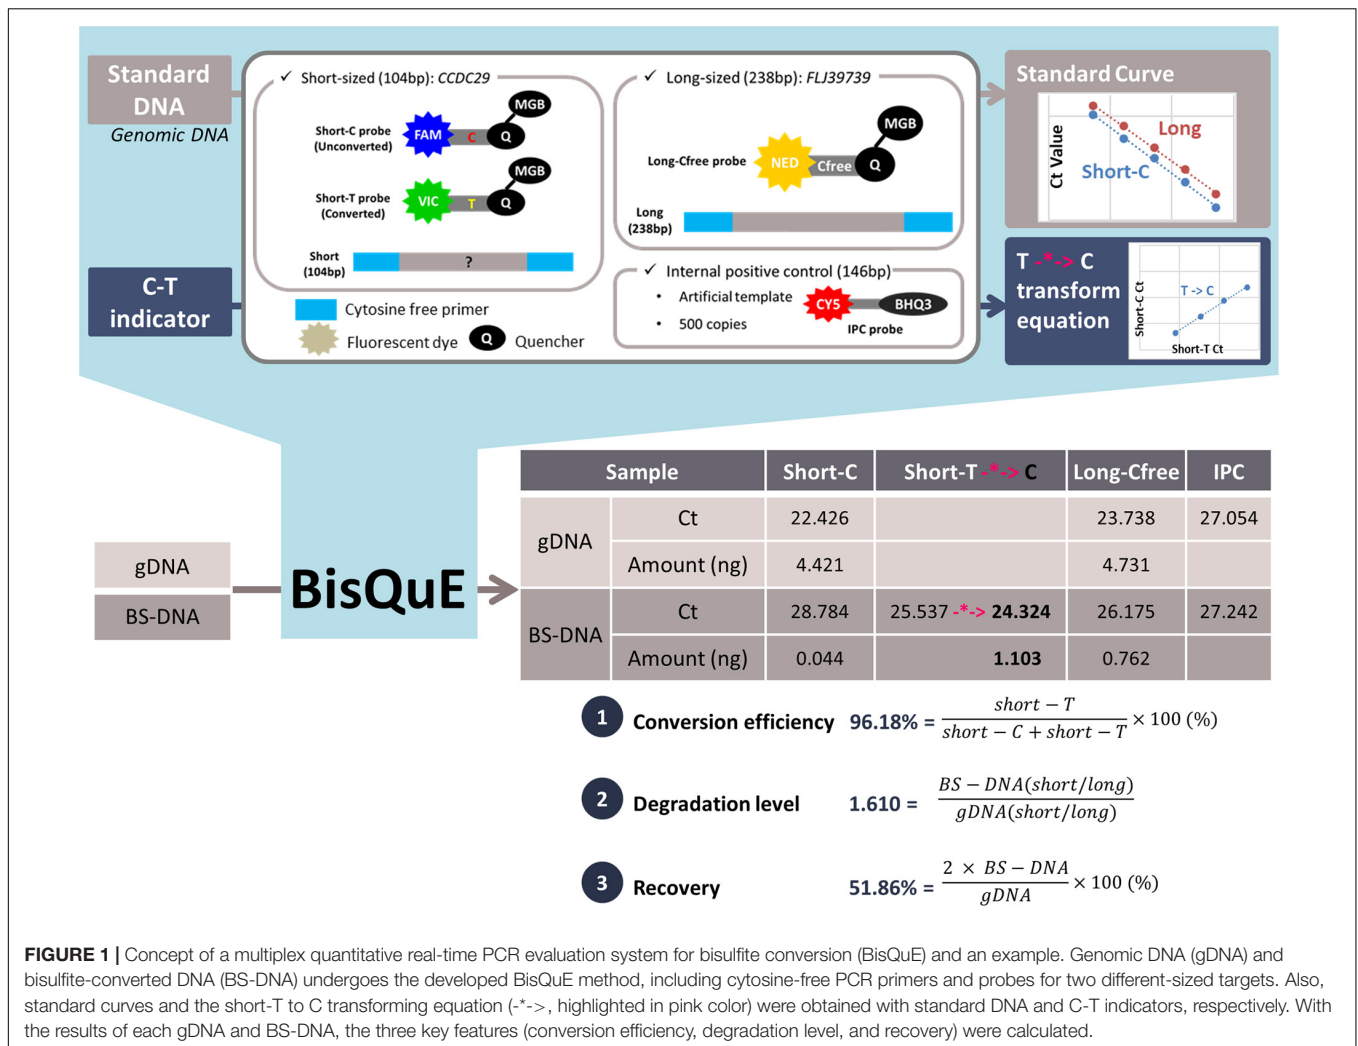 Standard
DNA
Genomic DNA
C-T
indicator
✓ Short-sized (104bp): CCDC29
Short-C probe
(Unconverted)
FAM
C
Q
MGB
Short-T probe
(Converted)
VIC
T
Q
MGB
Short
(104bp)
?
Cytosine free primer
Fluorescent dye
Q
Quencher
✓ Long-sized (238bp): FLJ39739
Long-Cfree probe
NED
Cfree
Q
MGB
Long
(238bp)
✓ Internal positive control (146bp)
• Artificial template
• 500 copies
CY5
BHQ3
IPC probe
Standard Curve
Ct Value
Long
Short-C
T -*-> C
transform
equation
Short-C Ct
T -> C
Short-T Ct
gDNA
BS-DNA
BisQuE
Sample Short-C Short-T -*-> C Long-Cfree IPC
gDNA
Ct 22.426 23.738 27.054
Amount (ng) 4.421 4.731
BS-DNA
Ct 28.784 25.537 -*-> 24.324 26.175 27.242
Amount (ng) 0.044 1.103 0.762
1 Conversion efficiency 96.18% = short − T / short − C + short − T × 100 (%)
2 Degradation level 1.610 = BS − DNA(short/long) / gDNA(short/long)
3 Recovery 51.86% = 2 × BS − DNA / gDNA × 100 (%)
FIGURE 1 | Concept of a multiplex quantitative real-time PCR evaluation system for bisulfite conversion (BisQuE) and an example. Genomic DNA (gDNA) and
bisulfite-converted DNA (BS-DNA) undergoes the developed BisQuE method, including cytosine-free PCR primers and probes for two different-sized targets. Also,
standard curves and the short-T to C transforming equation (-*->, highlighted in pink color) were obtained with standard DNA and C-T indicators, respectively. With
the results of each gDNA and BS-DNA, the three key features (conversion efficiency, degradation level, and recovery) were calculated.